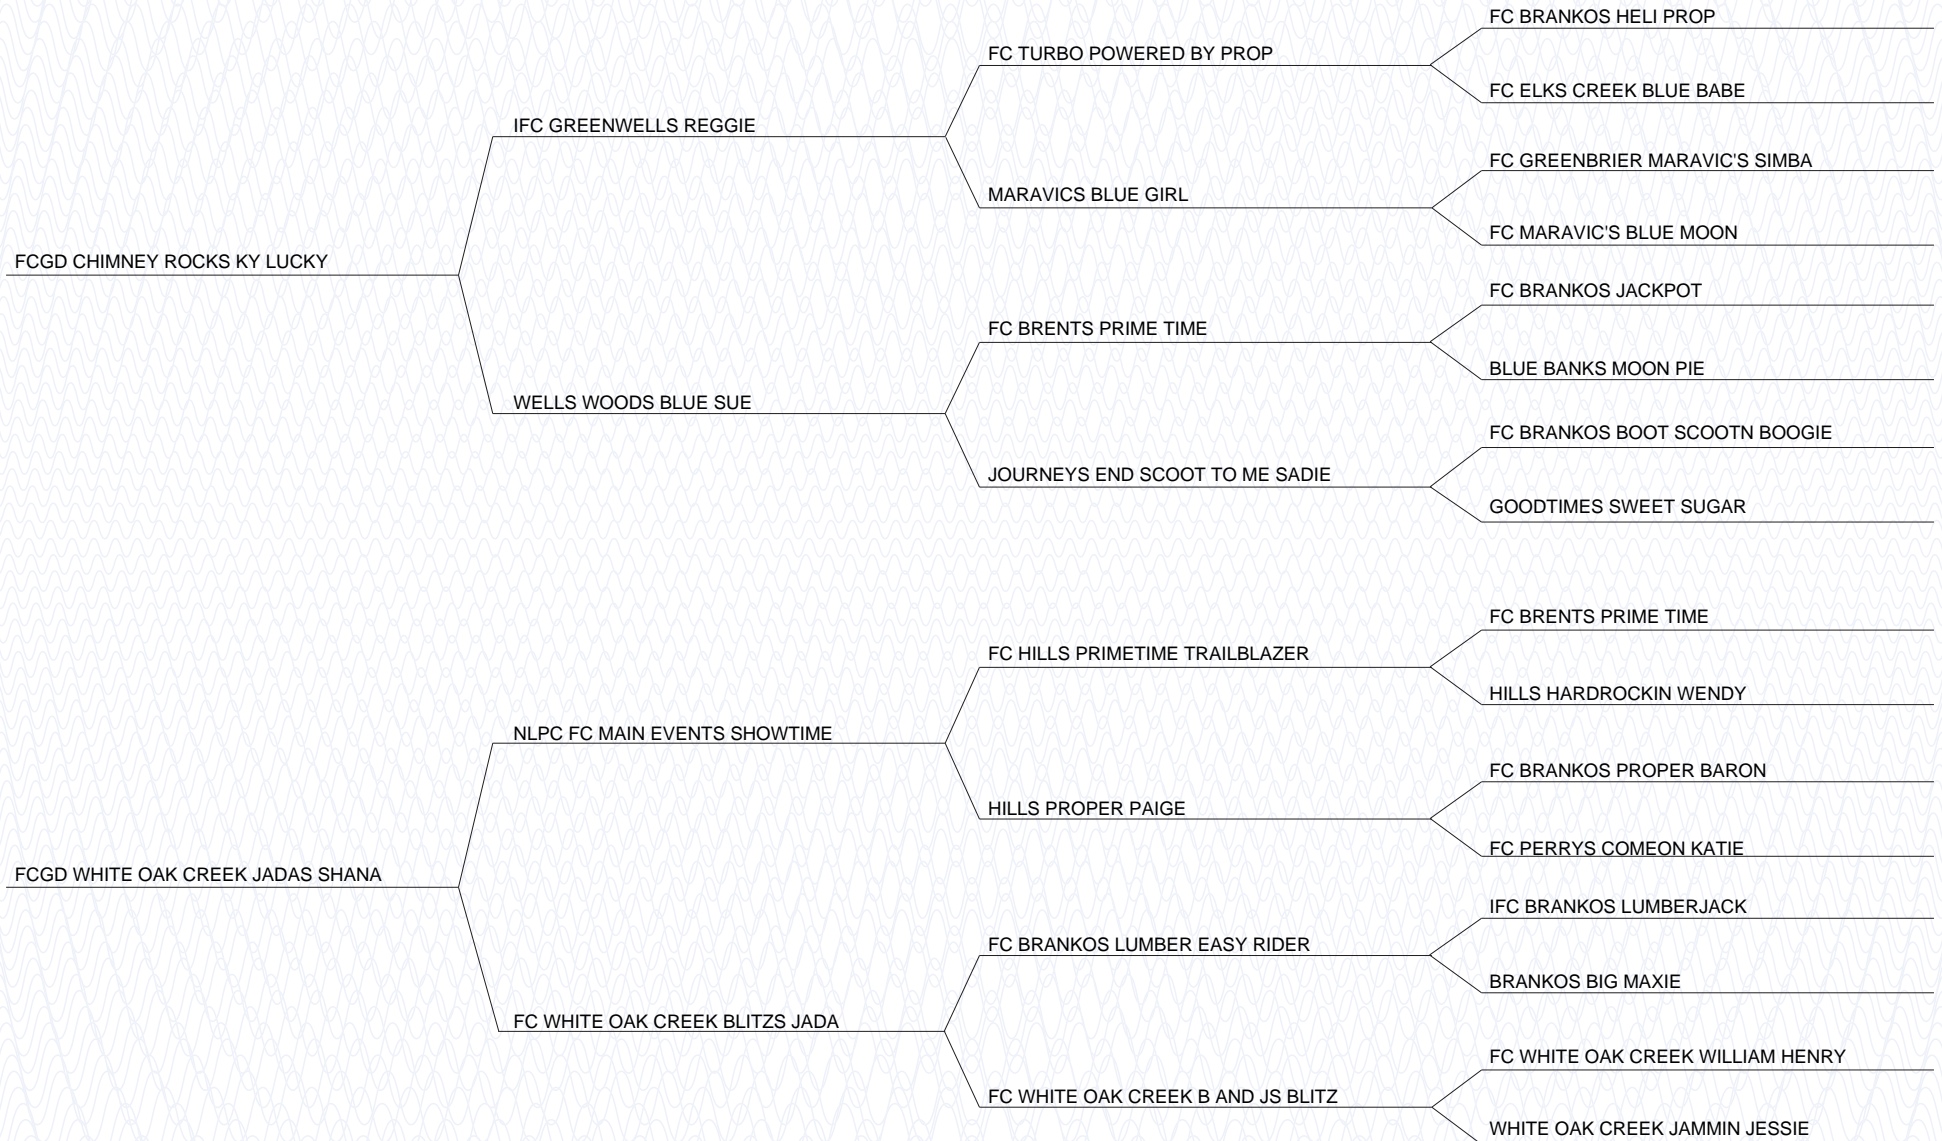 FC BRANKOS HELI PROP
FC TURBO POWERED BY PROP
FC ELKS CREEK BLUE BABE
IFC GREENWELLS REGGIE
FC GREENBRIER MARAVIC'S SIMBA
MARAVICS BLUE GIRL
FC MARAVIC'S BLUE MOON
FCGD CHIMNEY ROCKS KY LUCKY
FC BRANKOS JACKPOT
FC BRENTS PRIME TIME
BLUE BANKS MOON PIE
WELLS WOODS BLUE SUE
FC BRANKOS BOOT SCOOTN BOOGIE
JOURNEYS END SCOOT TO ME SADIE
GOODTIMES SWEET SUGAR
FC BRENTS PRIME TIME
FC HILLS PRIMETIME TRAILBLAZER
HILLS HARDROCKIN WENDY
NLPC FC MAIN EVENTS SHOWTIME
FC BRANKOS PROPER BARON
HILLS PROPER PAIGE
FC PERRYS COMEON KATIE
FCGD WHITE OAK CREEK JADAS SHANA
IFC BRANKOS LUMBERJACK
FC BRANKOS LUMBER EASY RIDER
BRANKOS BIG MAXIE
FC WHITE OAK CREEK BLITZS JADA
FC WHITE OAK CREEK WILLIAM HENRY
FC WHITE OAK CREEK B AND JS BLITZ
WHITE OAK CREEK JAMMIN JESSIE